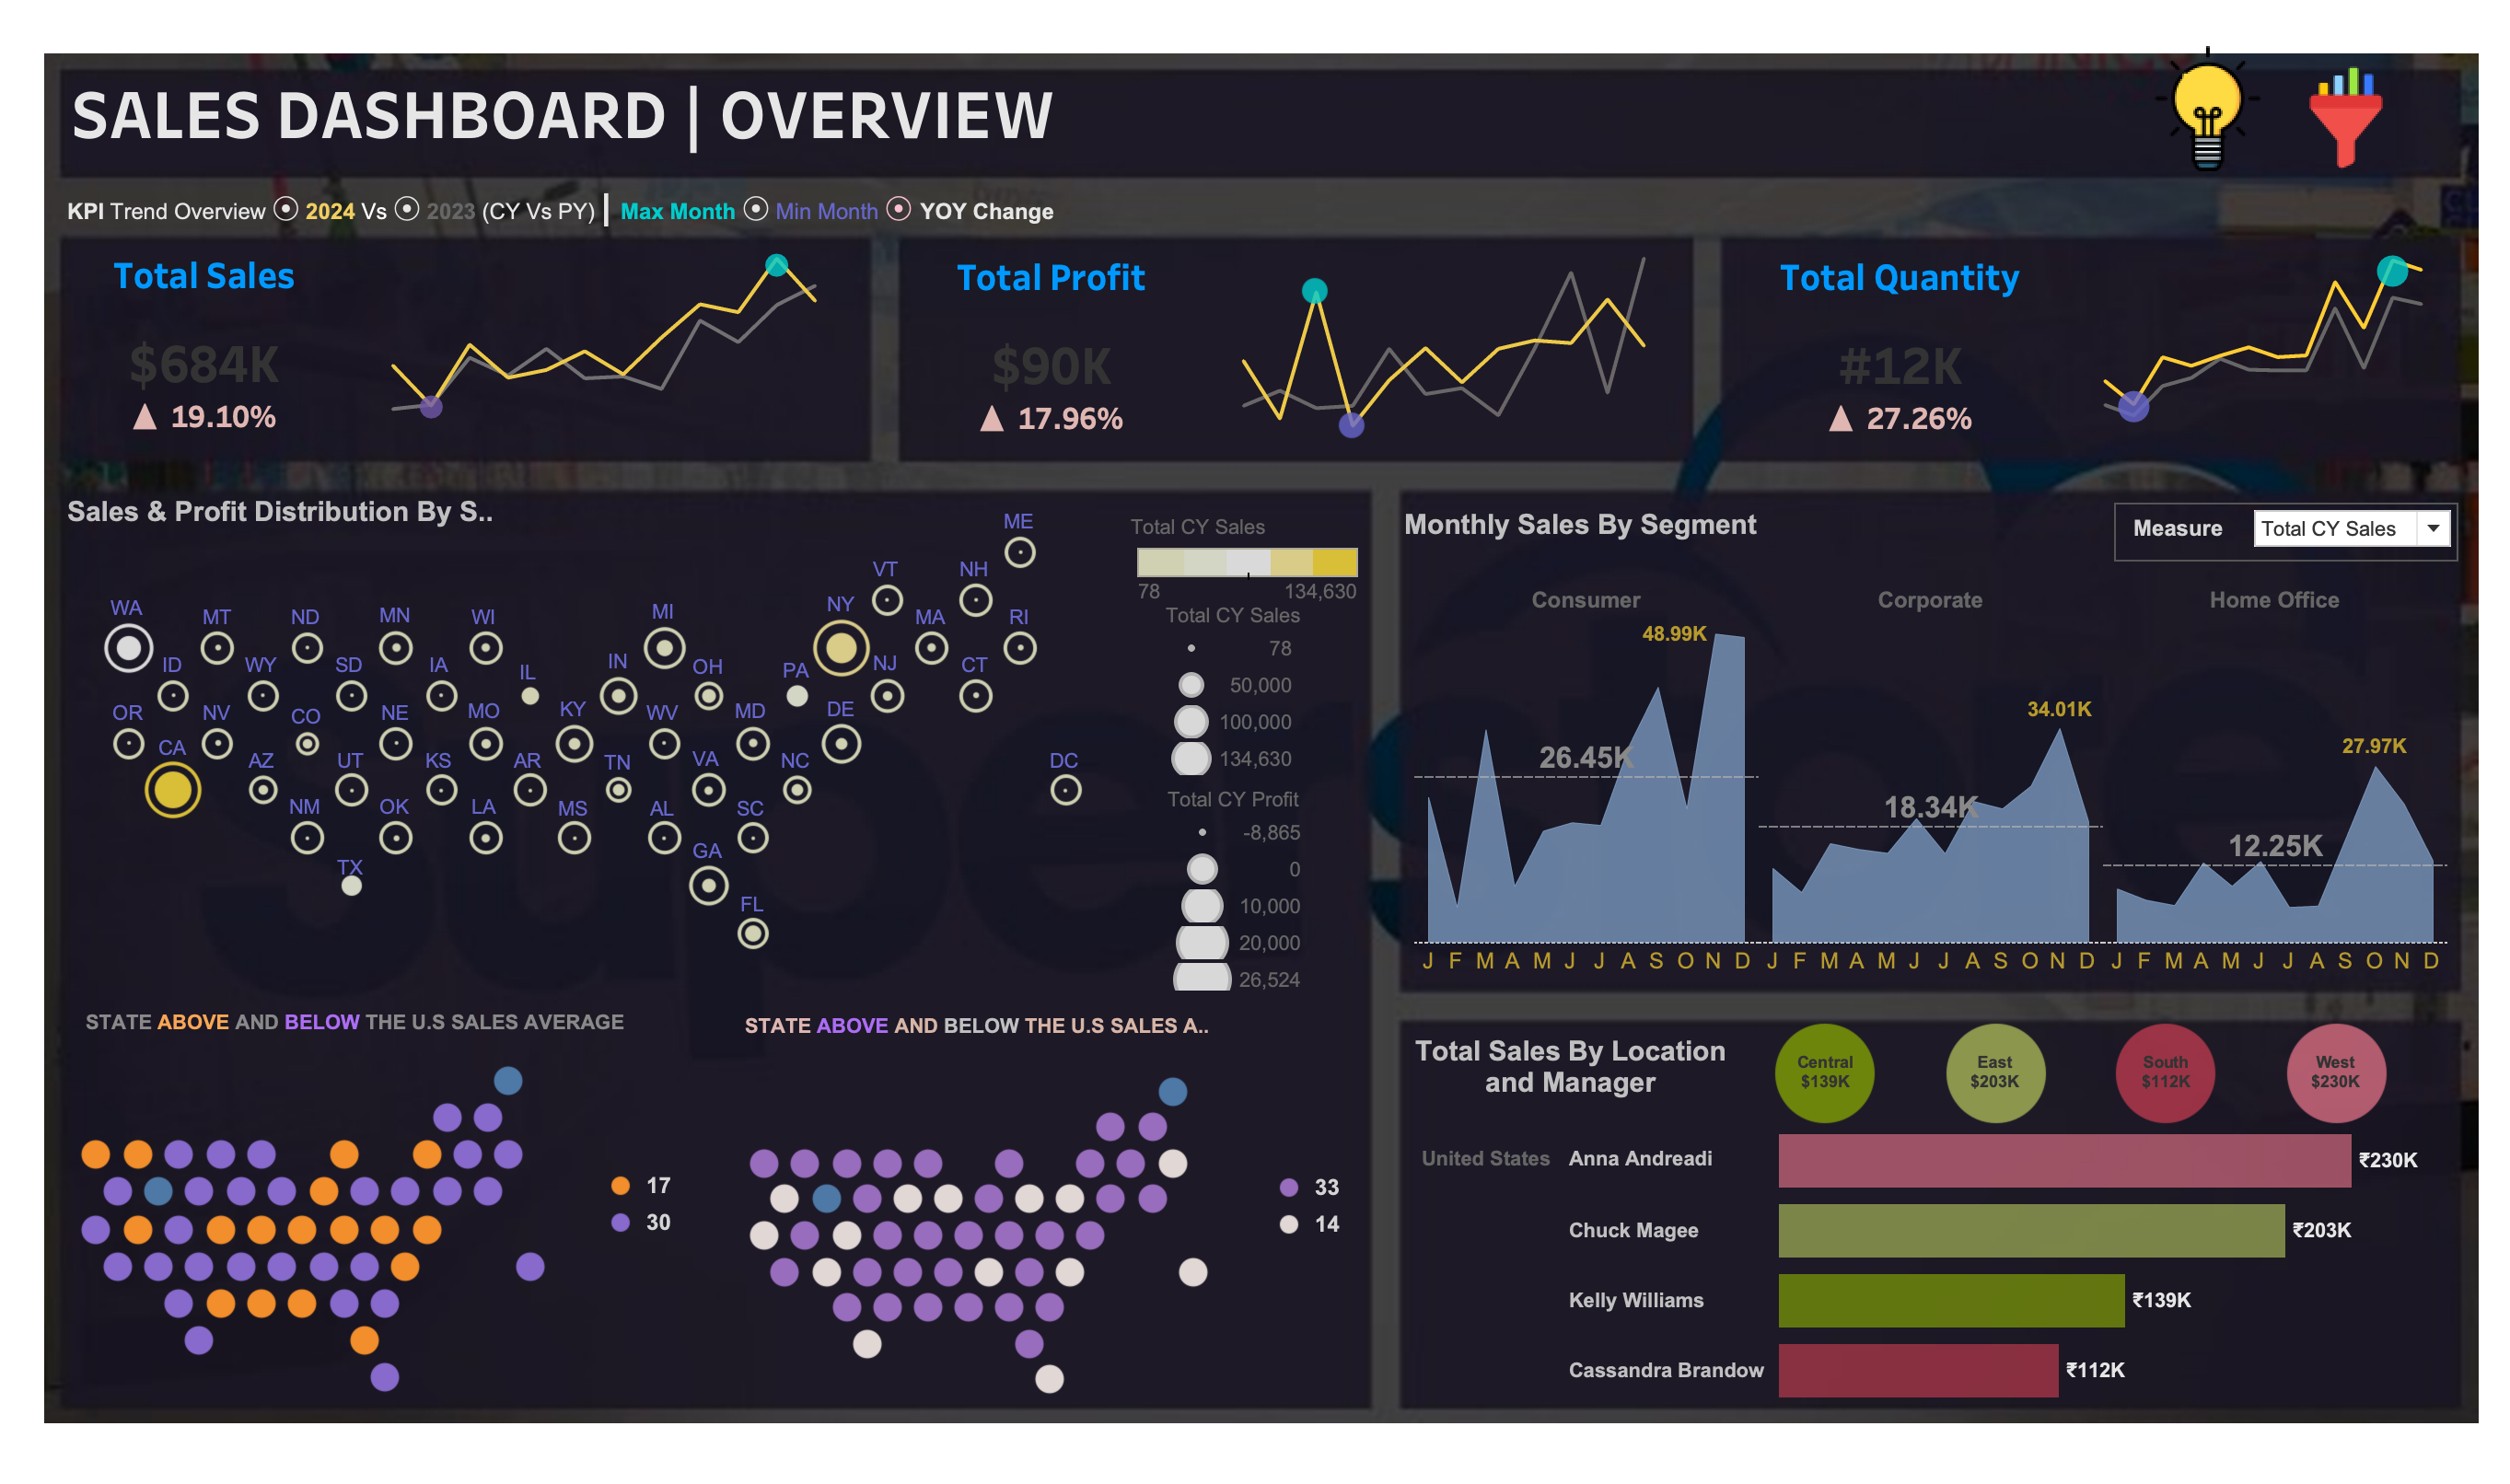 SALES DASHBOARD | OVERVIEW
KPI Trend Overview 2024 Vs 2023 (CY Vs PY) | Max Month Min Month YOY Change
Total Sales
$684K
▲ 19.10%
Total Profit
$90K
▲ 17.96%
Total Quantity
#12K
▲ 27.26%
Sales & Profit Distribution By S..
ME
VT NH
WA MT ND MN WI MI NY MA RI
ID WY SD IA IL IN OH PA NJ CT
OR NV CO NE MO KY WV MD DE
CA AZ UT KS AR TN VA NC DC
NM OK LA MS AL SC
TX GA
FL
Total CY Sales
78 134,630
Total CY Sales
78
50,000
100,000
134,630
Total CY Profit
-8,865
0
10,000
20,000
26,524
Monthly Sales By Segment
Measure Total CY Sales
Consumer Corporate Home Office
48.99K
26.45K
34.01K
18.34K
27.97K
12.25K
J F M A M J J A S O N D J F M A M J J A S O N D J F M A M J J A S O N D
STATE ABOVE AND BELOW THE U.S SALES AVERAGE
17
30
STATE ABOVE AND BELOW THE U.S SALES A..
33
14
Total Sales By Location
and Manager
Central
$139K
East
$203K
South
$112K
West
$230K
United States Anna Andreadi ₹230K
Chuck Magee ₹203K
Kelly Williams ₹139K
Cassandra Brandow ₹112K